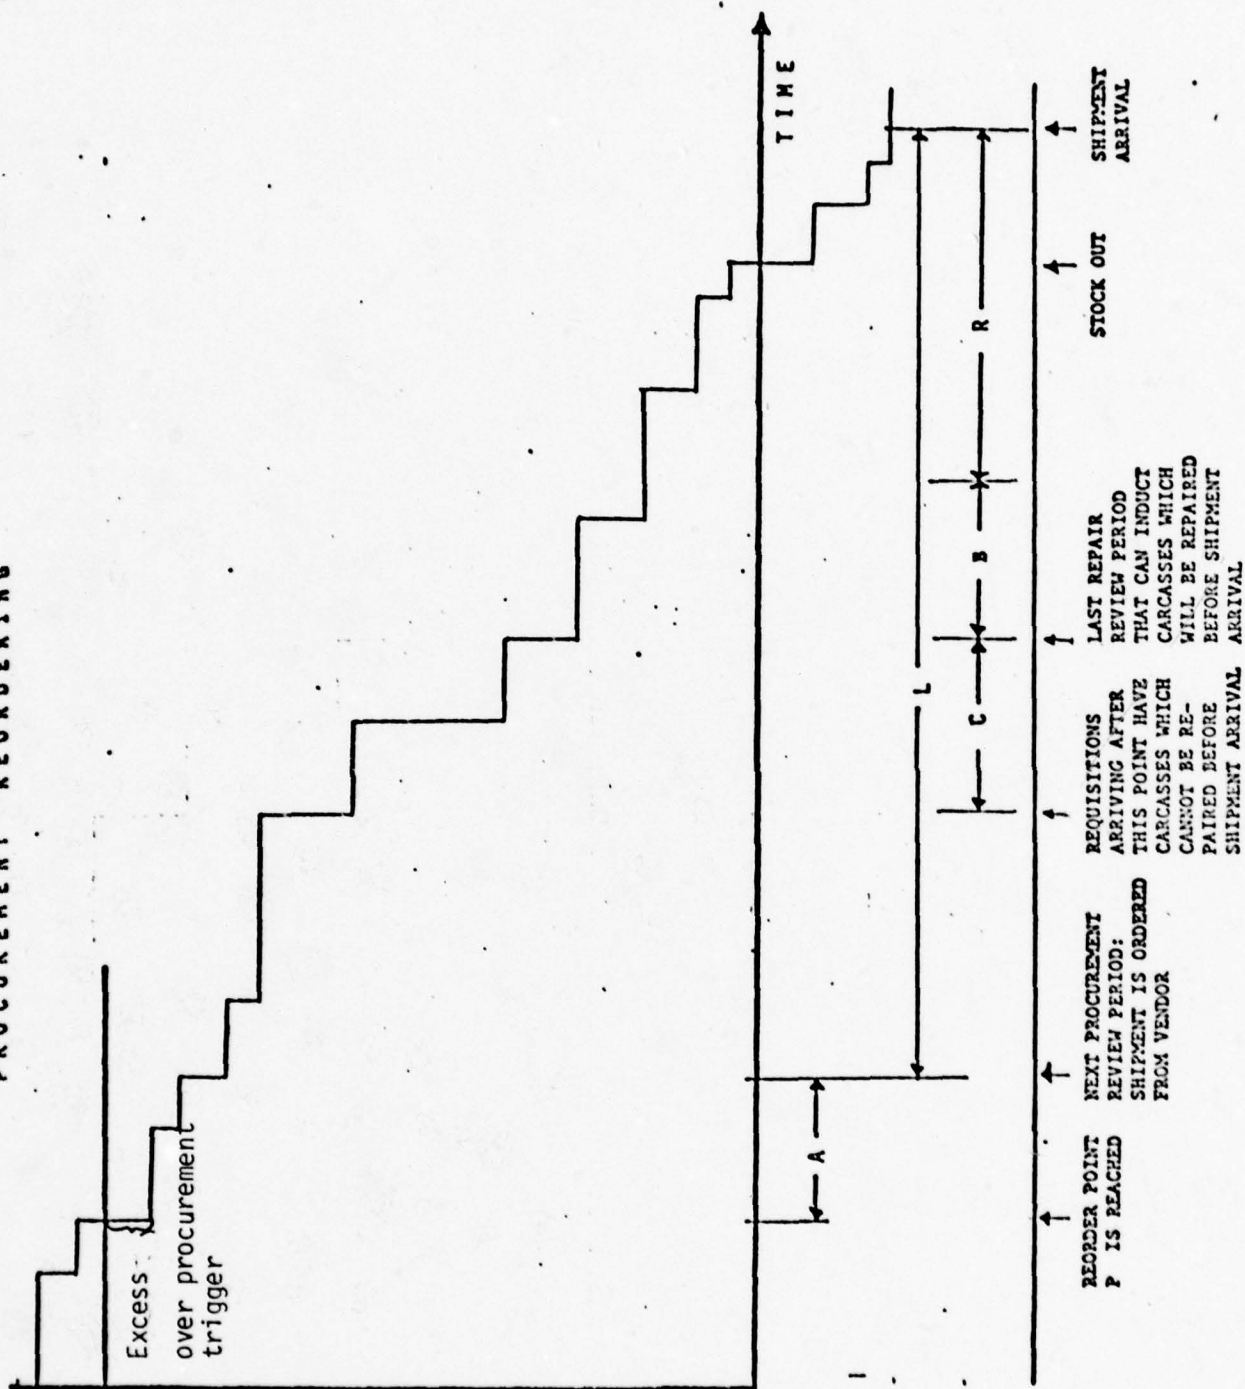 PROCUREMENT REORDERING
Excess
over procurement
trigger
TIME
A
L
C
B
R
REORDER POINT
P IS REACHED
NEXT PROCUREMENT
REVIEW PERIOD:
SHIPMENT IS ORDERED
FROM VENDOR
REQUISITIONS
ARRIVING AFTER
THIS POINT HAVE
CARCASSES WHICH
CANNOT BE RE-
PAIRED BEFORE
SHIPMENT ARRIVAL
LAST REPAIR
REVIEW PERIOD
THAT CAN INDUCT
CARCASSES WHICH
WILL BE REPAIRED
BEFORE SHIPMENT
ARRIVAL
STOCK OUT
SHIPMENT
ARRIVAL